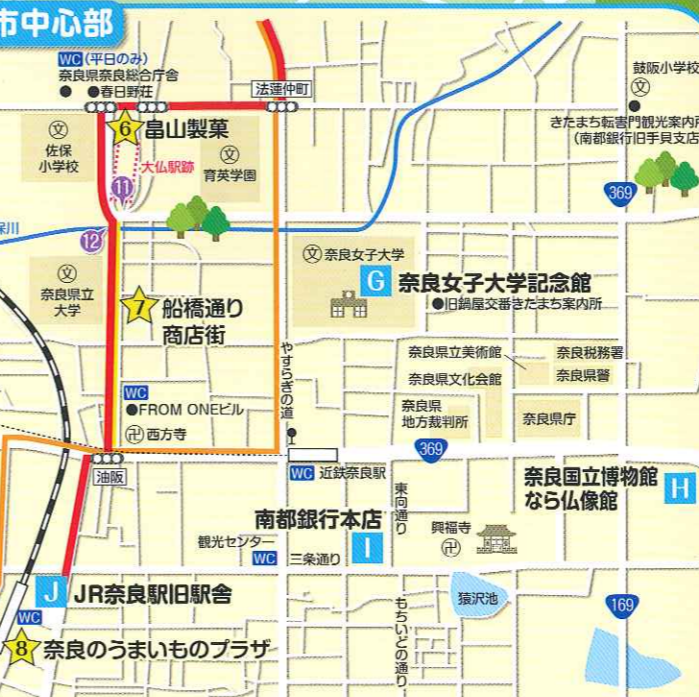 市中心部
WC(平日のみ)
奈良県奈良総合庁舎
春日野荘
法蓮仲町
鼓阪小学校
きたまち転害門観光案内所
(南都銀行旧手貝支店
6
畠山製菓
文
佐保
小学校
大仏駅跡
文
育英学園
11
369
保川
12
文
奈良県立
大学
文 奈良女子大学
G 奈良女子大学記念館
旧鍋屋交番きたまち案内所
7
船橋通り
商店街
やすらぎの道
奈良県立美術館
奈良税務署
奈良県文化会館
奈良県警
WC
FROM ONEビル
西方寺
奈良県
地方裁判所
奈良県庁
369
油阪
WC 近鉄奈良駅
東向通り
奈良国立博物館
なら仏像館
H
南都銀行本店
I
観光センター
WC
三条通り
興福寺
J JR奈良駅旧駅舎
猿沢池
もちいどの通り
169
WC
8 奈良のうまいものプラザ